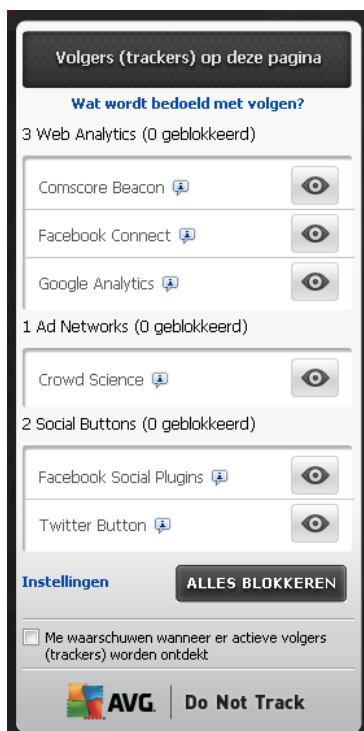 Volgers (trackers) op deze pagina
Wat wordt bedoeld met volgen?
3 Web Analytics (0 geblokkeerd)
Comscore Beacon
Facebook Connect
Google Analytics
1 Ad Networks (0 geblokkeerd)
Crowd Science
2 Social Buttons (0 geblokkeerd)
Facebook Social Plugins
Twitter Button
Instellingen ALLES BLOKKEREN
Me waarschuwen wanneer er actieve volgers
(trackers) worden ontdekt
AVG. Do Not Track